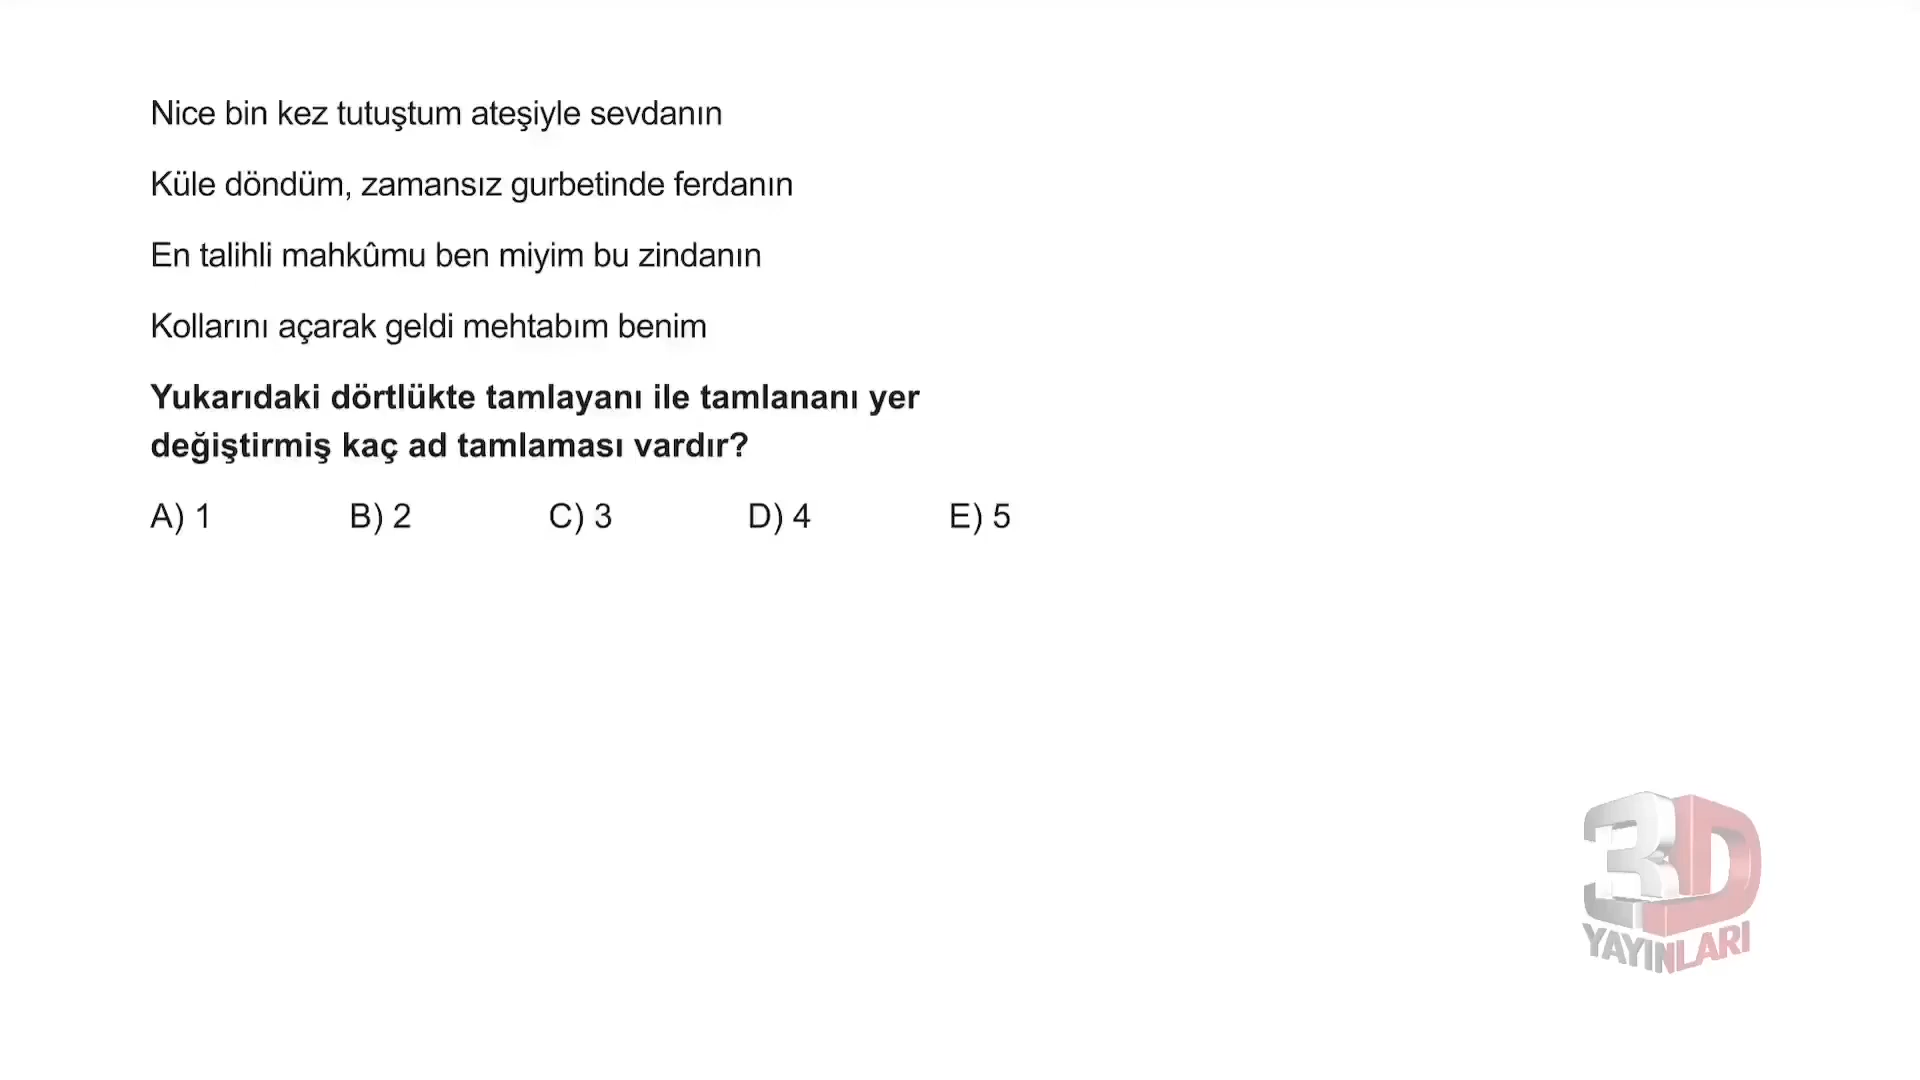 Nice bin kez tutuştum ateşiyle sevdanın
Küle döndüm, zamansız gurbetinde ferdanın
En talihli mahkûmu ben miyim bu zindanın
Kollarını açarak geldi mehtabım benim
Yukarıdaki dörtlükte tamlayanı ile tamlananı yer
değiştirmiş kaç ad tamlaması vardır?
A) 1 B) 2 C) 3 D) 4 E) 5
3D
YAYINLARI